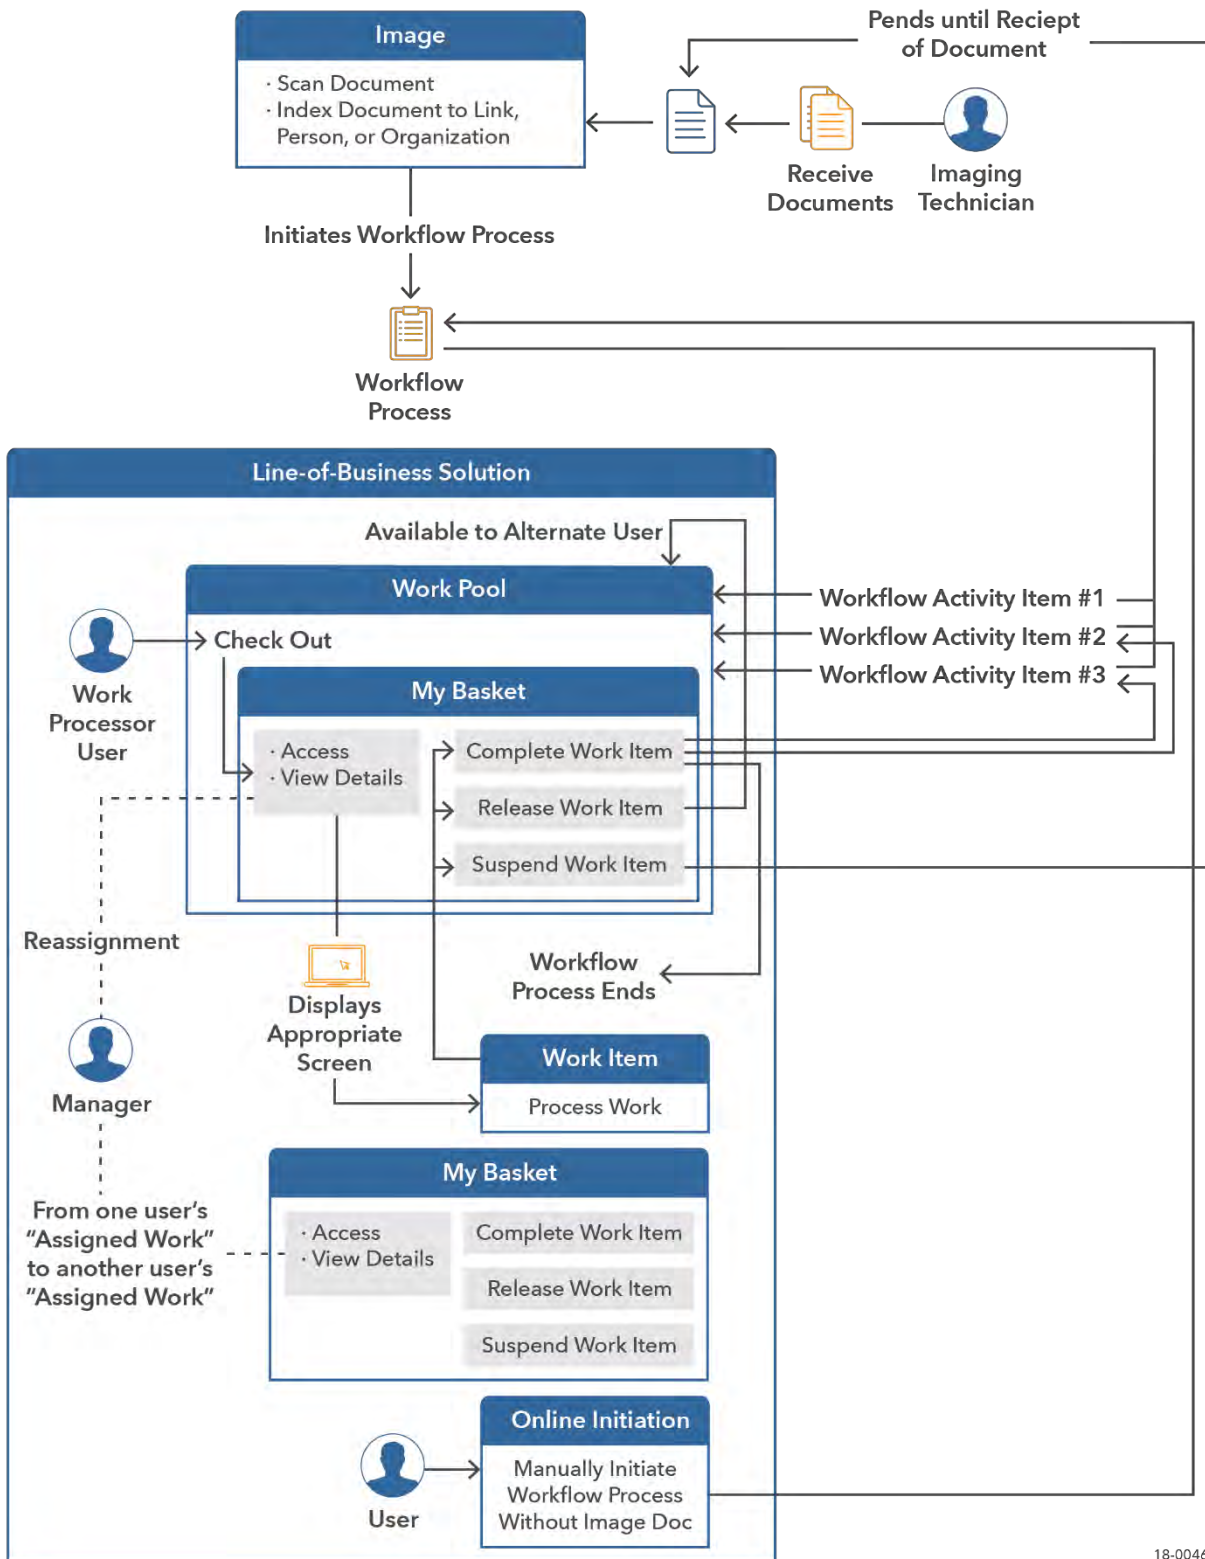 Image
· Scan Document
· Index Document to Link,
Person, or Organization
Pends until Reciept
of Document
Receive
Documents
Imaging
Technician
Initiates Workflow Process
Workflow
Process
Line-of-Business Solution
Available to Alternate User
Work Pool
Workflow Activity Item #1
Workflow Activity Item #2
Workflow Activity Item #3
Check Out
Work
Processor
User
My Basket
· Access
· View Details
Complete Work Item
Release Work Item
Suspend Work Item
Reassignment
Workflow
Process Ends
Displays
Appropriate
Screen
Manager
Work Item
Process Work
From one user's
"Assigned Work"
to another user's
"Assigned Work"
My Basket
· Access
· View Details
Complete Work Item
Release Work Item
Suspend Work Item
User
Online Initiation
Manually Initiate
Workflow Process
Without Image Doc
18-0046